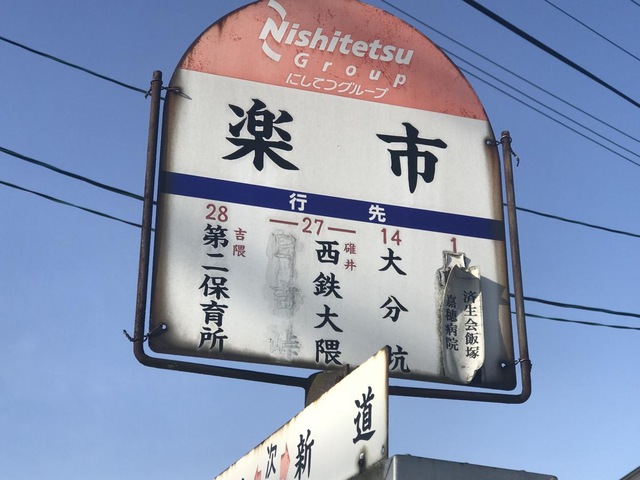 Nishitetsu
Group
にしてつグループ
楽市
行先
28
吉隈
第二保育所
27
碓井
西鉄大隈
14
大分坑
1
済生会飯塚
嘉穂病院
次
新道